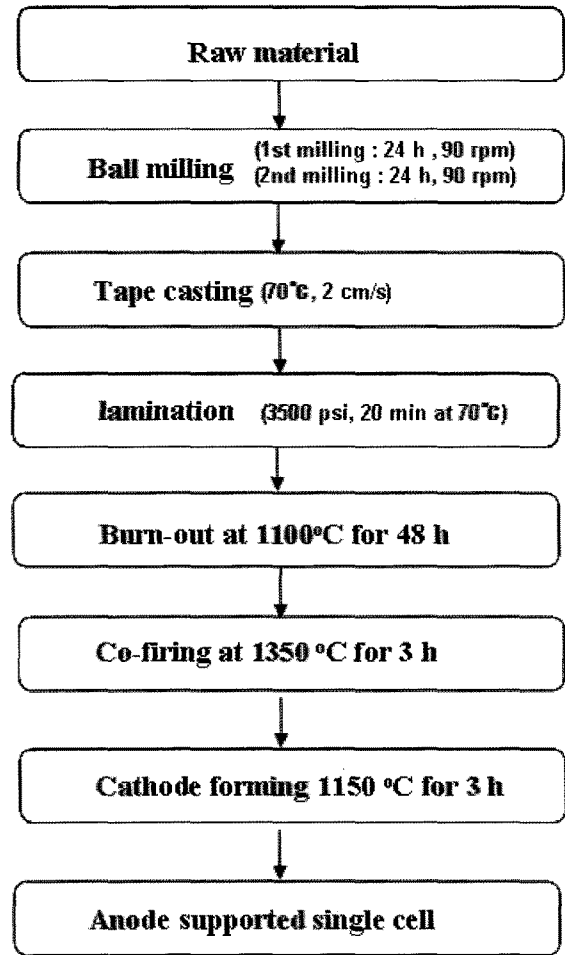 Raw material
Ball milling (1st milling : 24 h , 90 rpm)
(2nd milling : 24 h, 90 rpm)
Tape casting (70°C, 2 cm/s)
lamination (3500 psi, 20 min at 70°C)
Burn-out at 1100°C for 48 h
Co-firing at 1350 °C for 3 h
Cathode forming 1150 °C for 3 h
Anode supported single cell